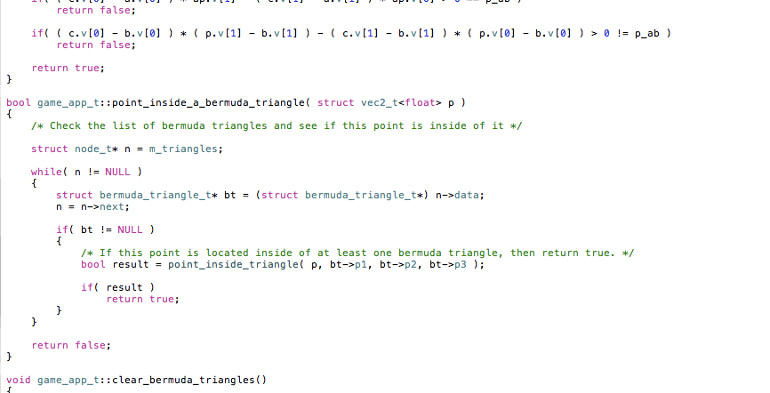 return false;
if( ( c.v[0] - b.v[0] ) * ( p.v[1] - b.v[1] ) - ( c.v[1] - b.v[1] ) * ( p.v[0] - b.v[0] ) > 0 != p_ab )
return false;
return true;
}
bool game_app_t::point_inside_a_bermuda_triangle( struct vec2_t<float> p )
{
/* Check the list of bermuda triangles and see if this point is inside of it */
struct node_t* n = m_triangles;
while( n != NULL )
{
struct bermuda_triangle_t* bt = (struct bermuda_triangle_t*) n->data;
n = n->next;
if( bt != NULL )
{
/* If this point is located inside of at least one bermuda triangle, then return true. */
bool result = point_inside_triangle( p, bt->p1, bt->p2, bt->p3 );
if( result )
return true;
}
}
return false;
}
void game_app_t::clear_bermuda_triangles()
{